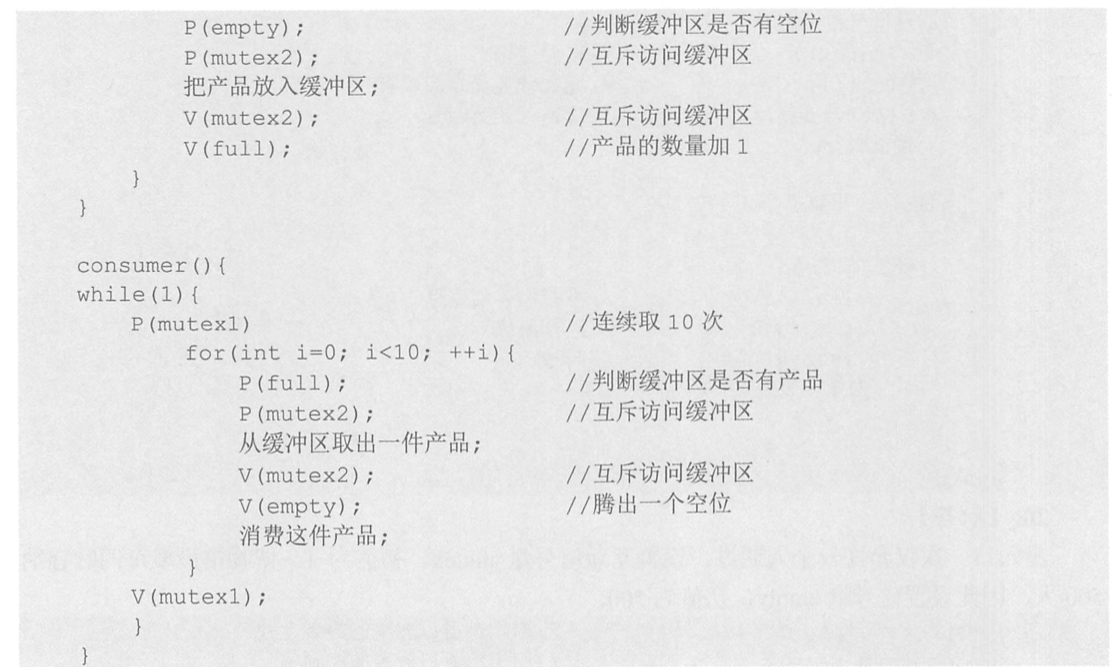 P(empty); //判断缓冲区是否有空位
P(mutex2); //互斥访问缓冲区
把产品放入缓冲区;
V(mutex2); //互斥访问缓冲区
V(full); //产品的数量加 1
}
}
consumer(){
while(1){
P(mutex1) //连续取 10 次
for(int i=0; i<10; ++i){
P(full); //判断缓冲区是否有产品
P(mutex2); //互斥访问缓冲区
从缓冲区取出一件产品;
V(mutex2); //互斥访问缓冲区
V(empty); //腾出一个空位
消费这件产品;
}
V(mutex1);
}
}